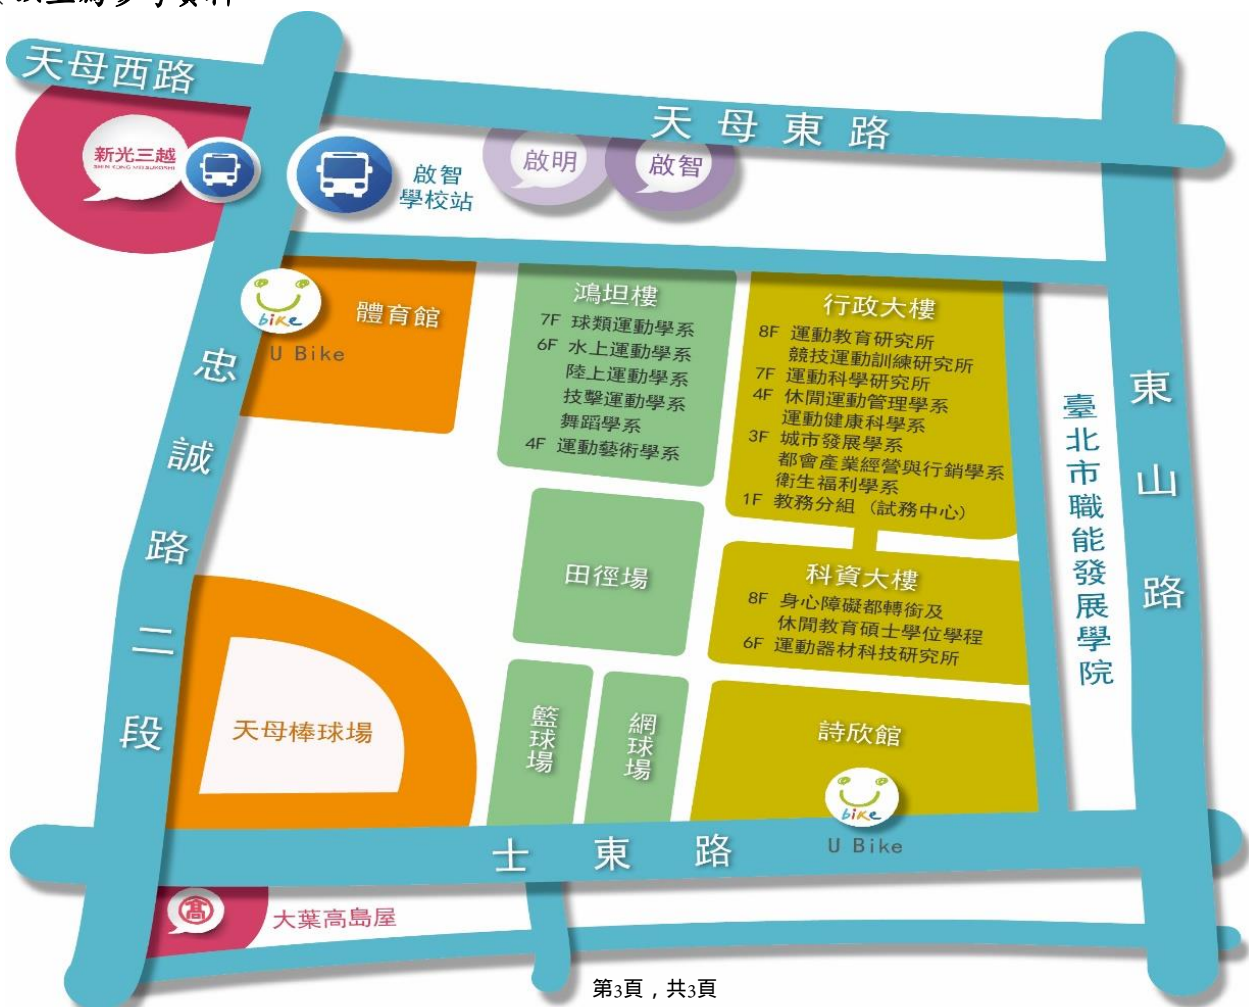 天母西路
天母東路
新光三越
SHIN KONG MITSUKOSHI
啟智
學校站
啟明
啟智
體育館
bike
U Bike
鴻坦樓
7F 球類運動學系
6F 水上運動學系
陸上運動學系
技擊運動學系
舞蹈學系
4F 運動藝術學系
行政大樓
8F 運動教育研究所
競技運動訓練研究所
7F 運動科學研究所
4F 休閒運動管理學系
運動健康科學系
3F 城市發展學系
都會產業經營與行銷學系
衛生福利學系
1F 教務分組（試務中心）
忠誠路二段
東山路
臺北市職能發展學院
田徑場
科資大樓
8F 身心障礙都轉銜及
休閒教育碩士學位學程
6F 運動器材科技研究所
天母棒球場
籃球場
網球場
詩欣館
bike
U Bike
士東路
髙
大葉高島屋
第3頁，共3頁